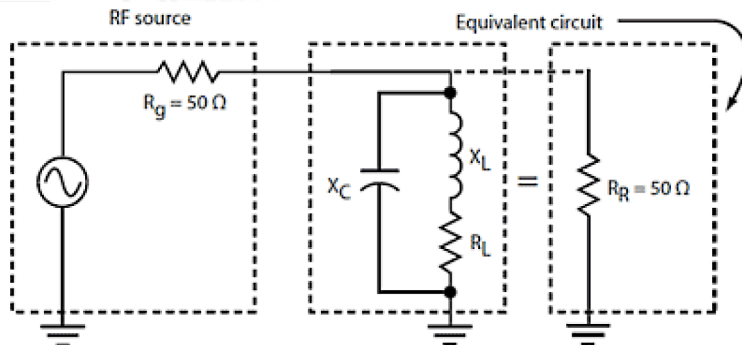 RF source
Equivalent circuit
Rg = 50 Ω
XC
XL
RL
=
RR = 50 Ω